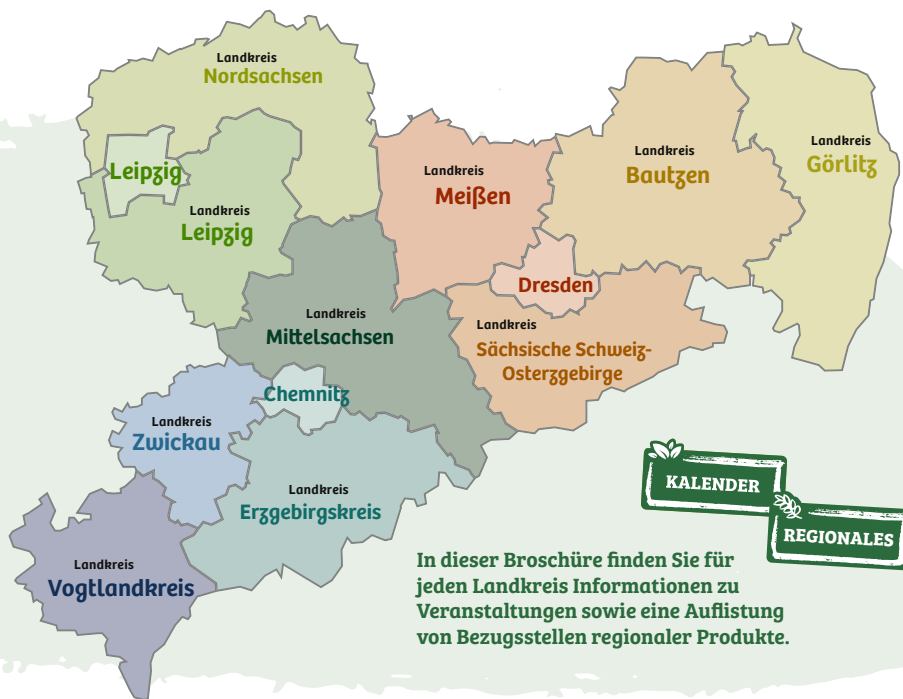 Landkreis
Nordsachsen
Leipzig
Landkreis
Leipzig
Landkreis
Meißen
Landkreis
Bautzen
Landkreis
Görlitz
Dresden
Landkreis
Mittelsachsen
Landkreis
Sächsische Schweiz-
Osterzgebirge
Chemnitz
Landkreis
Zwickau
Landkreis
Erzgebirgskreis
Landkreis
Vogtlandkreis
KALENDER
REGIONALES
In dieser Broschüre finden Sie für
jeden Landkreis Informationen zu
Veranstaltungen sowie eine Auflistung
von Bezugsstellen regionaler Produkte.